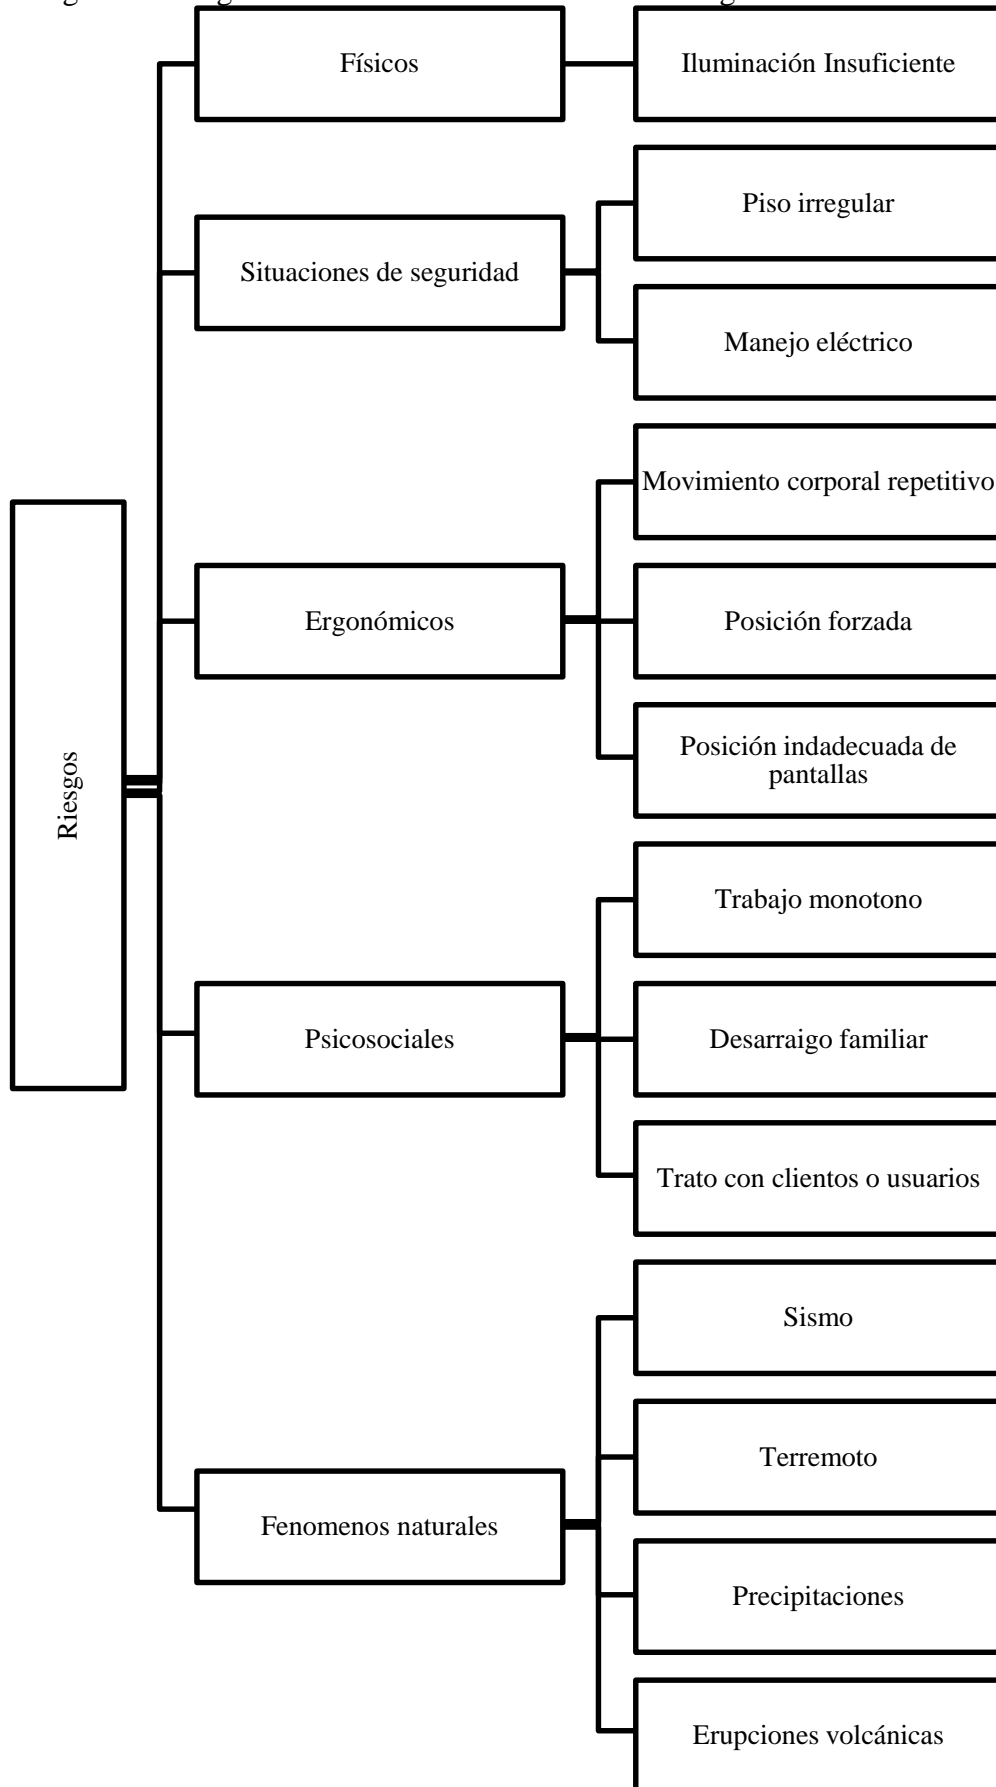 Riesgos
Físicos
Iluminación Insuficiente
Situaciones de seguridad
Piso irregular
Manejo eléctrico
Ergonómicos
Movimiento corporal repetitivo
Posición forzada
Posición indadecuada de
pantallas
Psicosociales
Trabajo monotono
Desarraigo familiar
Trato con clientes o usuarios
Fenomenos naturales
Sismo
Terremoto
Precipitaciones
Erupciones volcánicas